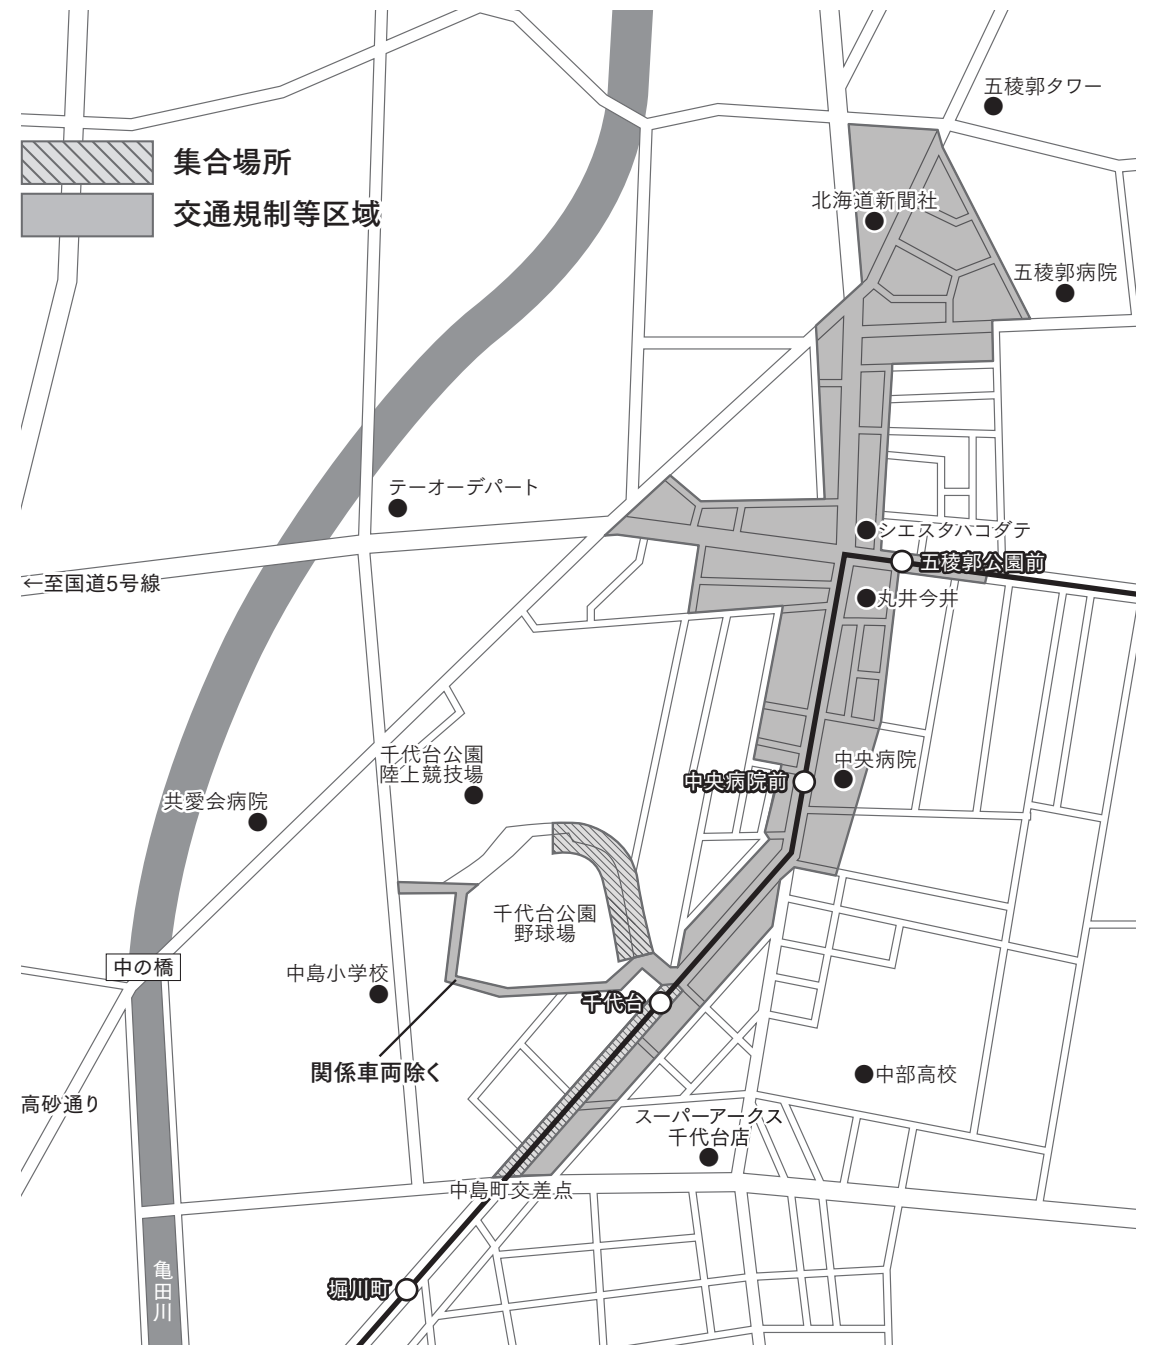 五稜郭タワー
集合場所
北海道新聞社
交通規制等区域
五稜郭病院
テーオーデパート
シエスタハコダテ
五稜郭公園前
←至国道5号線
丸井今井
千代台公園
陸上競技場
中央病院
中央病院前
共愛会病院
千代台公園
野球場
中の橋
中島小学校
千代台
関係車両除く
中部高校
高砂通り
スーパーアークス
千代台店
中島町交差点
亀田川
堀川町